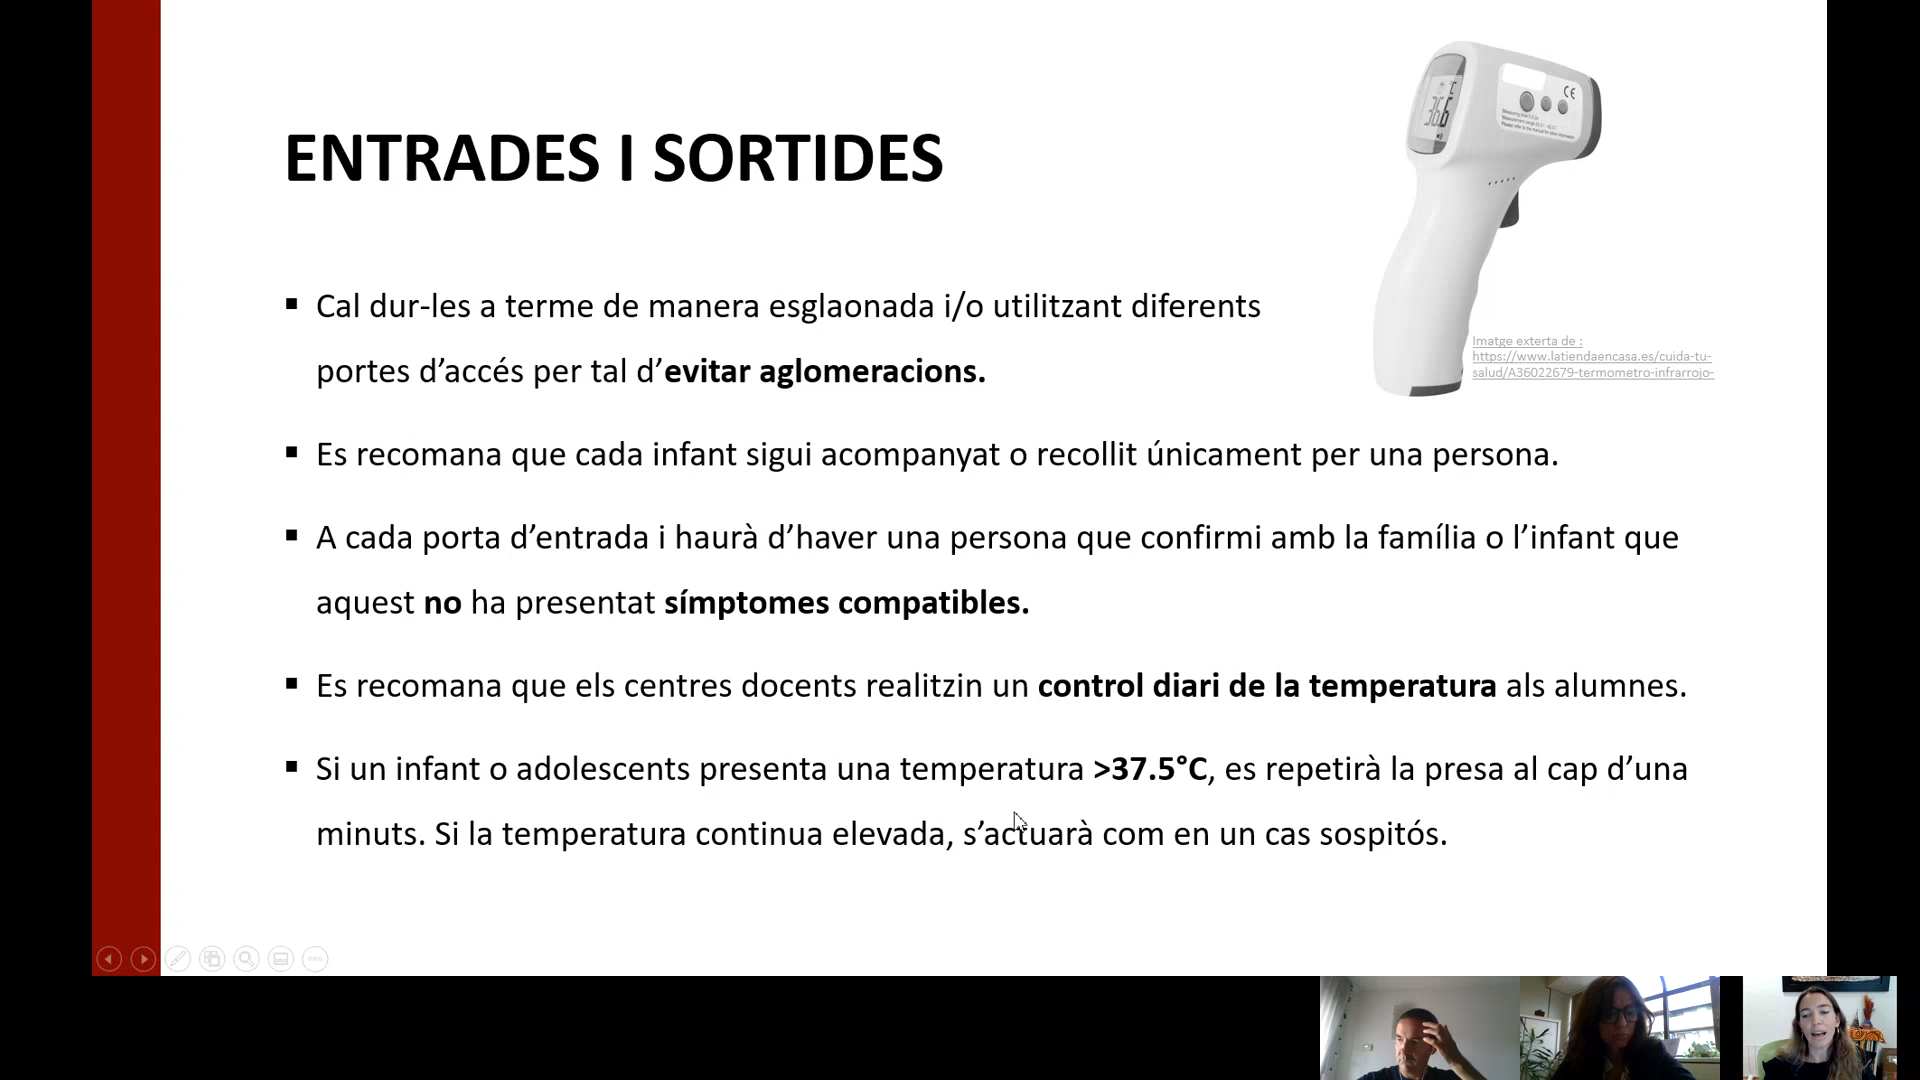 ENTRADES I SORTIDES
36.6
°C
CE
Imatge exterta de :
https://www.latiendaencasa.es/cuida-tu-
salud/A36022679-termometro-infrarrojo-
▪ Cal dur-les a terme de manera esglaonada i/o utilitzant diferents
portes d’accés per tal d’evitar aglomeracions.
▪ Es recomana que cada infant sigui acompanyat o recollit únicament per una persona.
▪ A cada porta d’entrada i haurà d’haver una persona que confirmi amb la família o l’infant que
aquest no ha presentat símptomes compatibles.
▪ Es recomana que els centres docents realitzin un control diari de la temperatura als alumnes.
▪ Si un infant o adolescents presenta una temperatura >37.5°C, es repetirà la presa al cap d’una
minuts. Si la temperatura continua elevada, s’actuarà com en un cas sospitós.